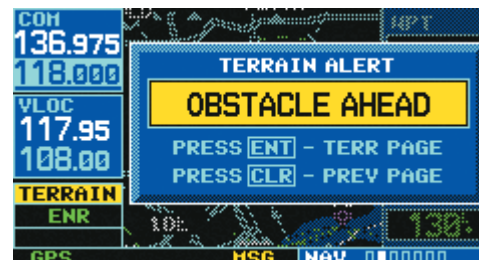 COM
136.975
118.000
VLOC
117.95
108.00
TERRAIN
ENR
GPS
WPT
TERRAIN ALERT
OBSTACLE AHEAD
PRESS ENT - TERR PAGE
PRESS CLR - PREV PAGE
130
MSG
NAV